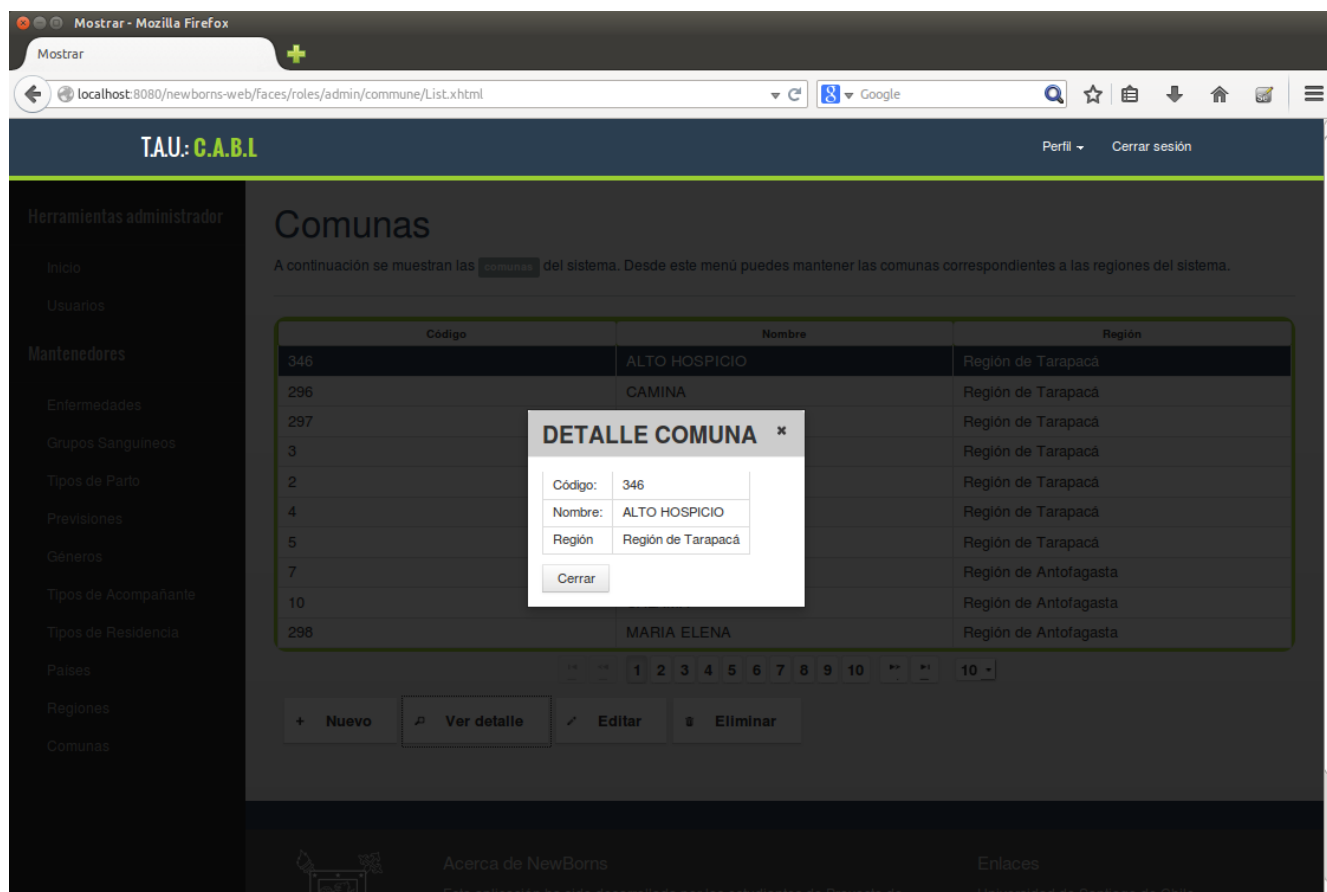 Mostrar - Mozilla Firefox
Mostrar
localhost:8080/newborns-web/faces/roles/admin/commune/List.xhtml
Google
T.A.U.: C.A.B.L
Perfil
Cerrar sesión
Herramientas administrador
Inicio
Usuarios
Mantenedores
Enfermedades
Grupos Sanguineos
Tipos de Parto
Previsiones
Géneros
Tipos de Acompañante
Tipos de Residencia
Paises
Regiones
Comunas
Comunas
A continuación se muestran las comunas del sistema. Desde este menú puedes mantener las comunas correspondientes a las regiones del sistema.
Código Nombre Región
346 ALTO HOSPICIO Región de Tarapacá
296 CAMINA Región de Tarapacá
297 Región de Tarapacá
3 Región de Tarapacá
2 Región de Tarapacá
4 Región de Tarapacá
5 Región de Tarapacá
7 Región de Antofagasta
10 Región de Antofagasta
298 MARIA ELENA Región de Antofagasta
DETALLE COMUNA
Código: 346
Nombre: ALTO HOSPICIO
Región Región de Tarapacá
Cerrar
1 2 3 4 5 6 7 8 9 10 10
Nuevo
Ver detalle
Editar
Eliminar
Acerca de NewBorns
Enlaces